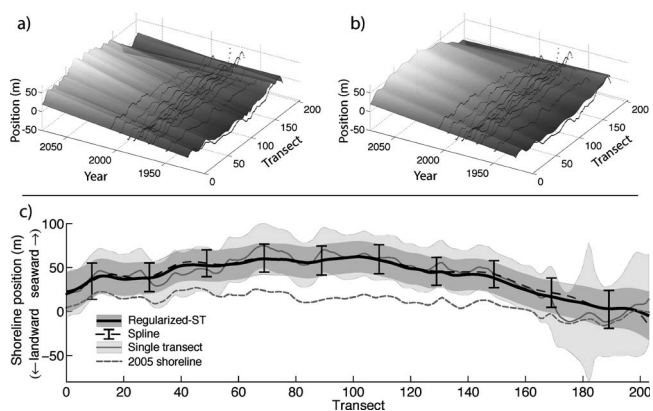 a)
Position (m)
50
0
-50
2050
2000
1950
Year
0
50
100
150
200
Transect
b)
Position (m)
50
0
-50
2050
2000
1950
Year
0
50
100
150
200
Transect
c)
Shoreline position (m)
(← landward seaward →)
100
50
0
−50
Regularized-ST
Spline
Single transect
2005 shoreline
0 20 40 60 80 100 120 140 160 180 200
Transect